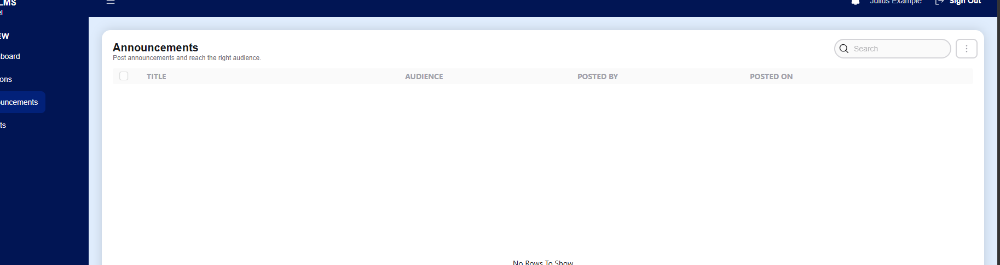 LMS
el
Julius Example
Sign Out
EW
board
ons
uncements
ts
Announcements
Post announcements and reach the right audience.
Search
TITLE AUDIENCE POSTED BY POSTED ON
No Rows To Show